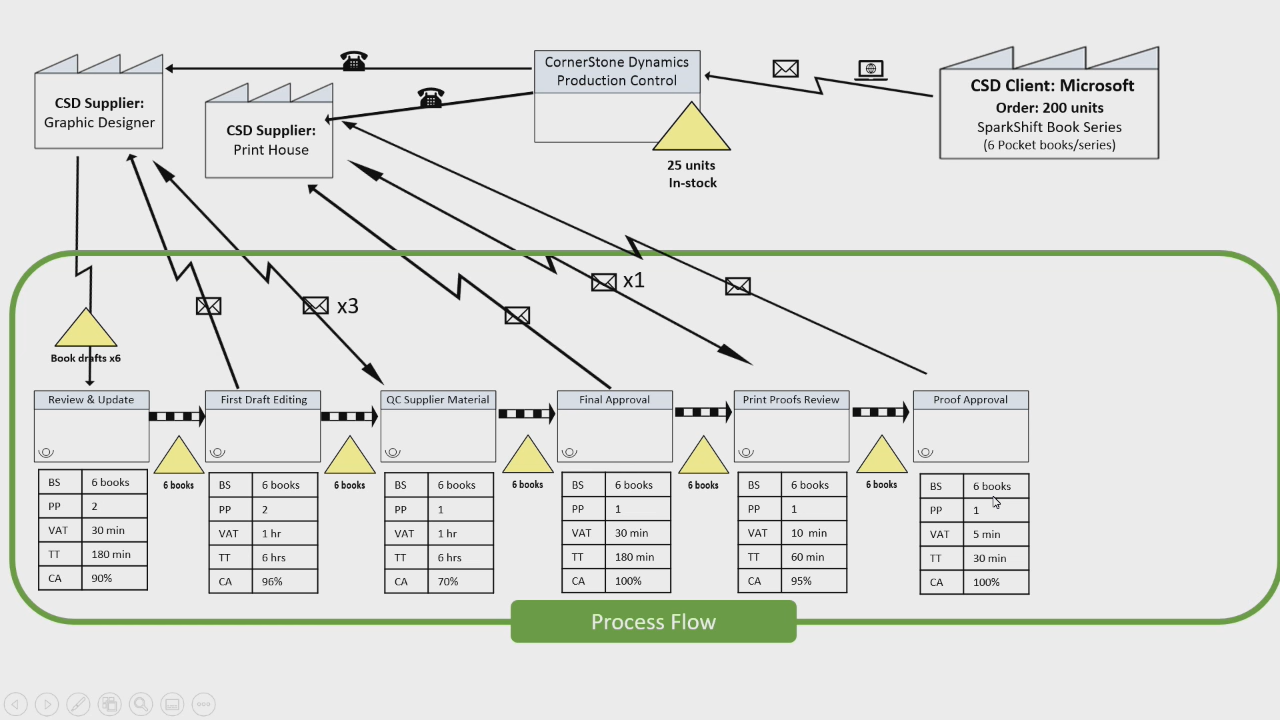 CSD Supplier:
Graphic Designer
CSD Supplier:
Print House
CornerStone Dynamics
Production Control
25 units
In-stock
CSD Client: Microsoft
Order: 200 units
SparkShift Book Series
(6 Pocket books/series)
x3
x1
Book drafts x6
Review & Update
First Draft Editing
QC Supplier Material
Final Approval
Print Proofs Review
Proof Approval
6 books
6 books
6 books
6 books
6 books
BS 6 books
PP 2
VAT 30 min
TT 180 min
CA 90%
BS 6 books
PP 2
VAT 1 hr
TT 6 hrs
CA 96%
BS 6 books
PP 1
VAT 1 hr
TT 6 hrs
CA 70%
BS 6 books
PP 1
VAT 30 min
TT 180 min
CA 100%
BS 6 books
PP 1
VAT 10 min
TT 60 min
CA 95%
BS 6 books
PP 1
VAT 5 min
TT 30 min
CA 100%
Process Flow